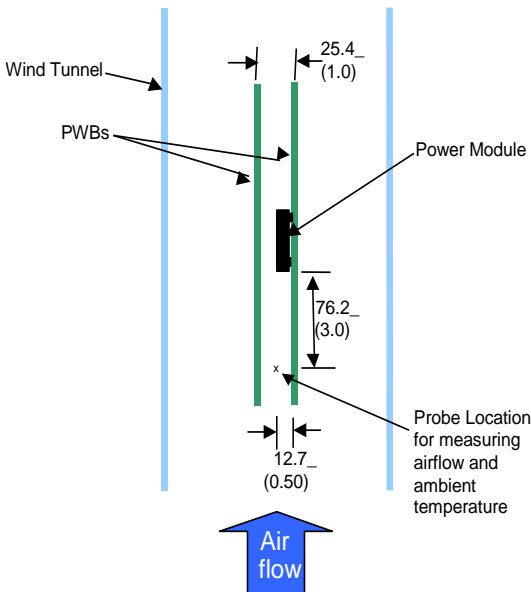 25.4_
(1.0)
Wind Tunnel
PWBs
Power Module
76.2_
(3.0)
x
Probe Location
for measuring
airflow and
ambient
temperature
12.7_
(0.50)
Air
flow